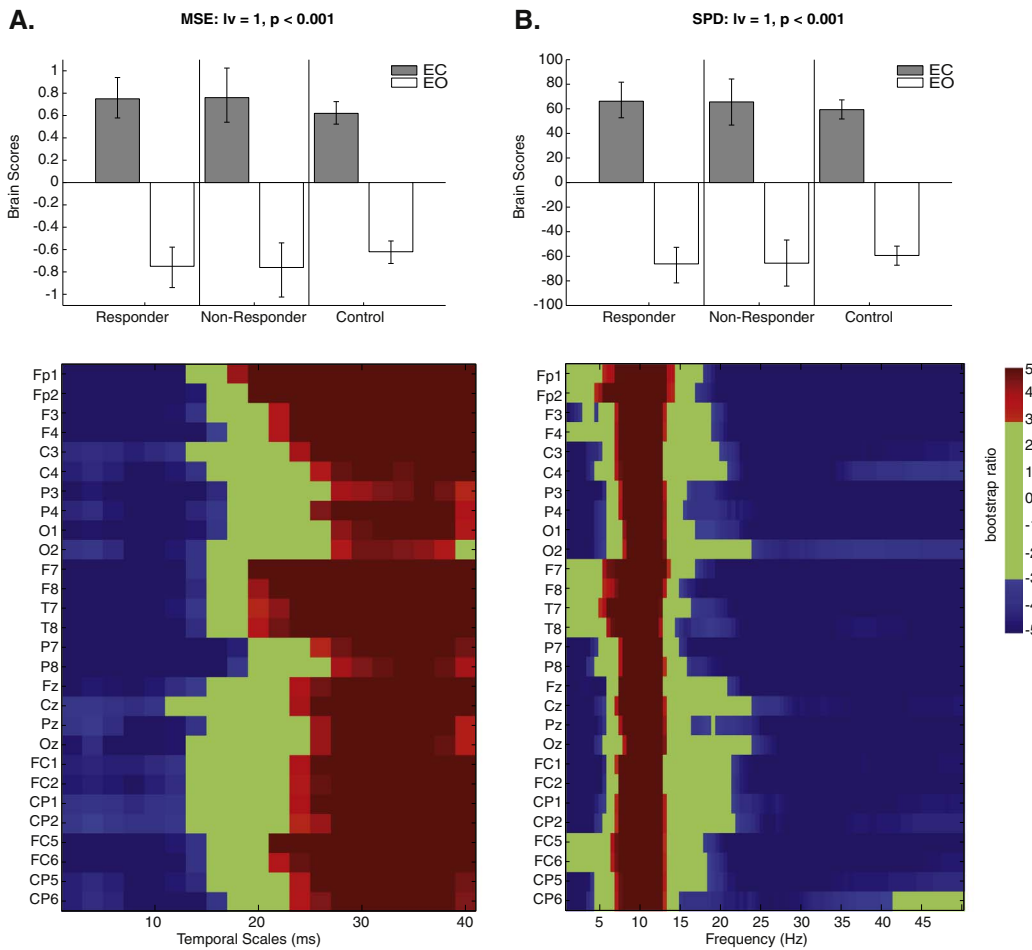 A.
MSE: lv = 1, p < 0.001
B.
SPD: lv = 1, p < 0.001
Brain Scores
1
0.8
0.6
0.4
0.2
0
-0.2
-0.4
-0.6
-0.8
-1
EC
EO
Responder
Non-Responder
Control
Brain Scores
100
80
60
40
20
0
-20
-40
-60
-80
-100
EC
EO
Responder
Non-Responder
Control
Fp1
Fp2
F3
F4
C3
C4
P3
P4
O1
O2
F7
F8
T7
T8
P7
P8
Fz
Cz
Pz
Oz
FC1
FC2
CP1
CP2
FC5
FC6
CP5
CP6
10
20
30
40
Temporal Scales (ms)
Fp1
Fp2
F3
F4
C3
C4
P3
P4
O1
O2
F7
F8
T7
T8
P7
P8
Fz
Cz
Pz
Oz
FC1
FC2
CP1
CP2
FC5
FC6
CP5
CP6
5
10
15
20
25
30
35
40
45
Frequency (Hz)
bootstrap ratio
5
4
3
2
1
0
-1
-2
-3
-4
-5